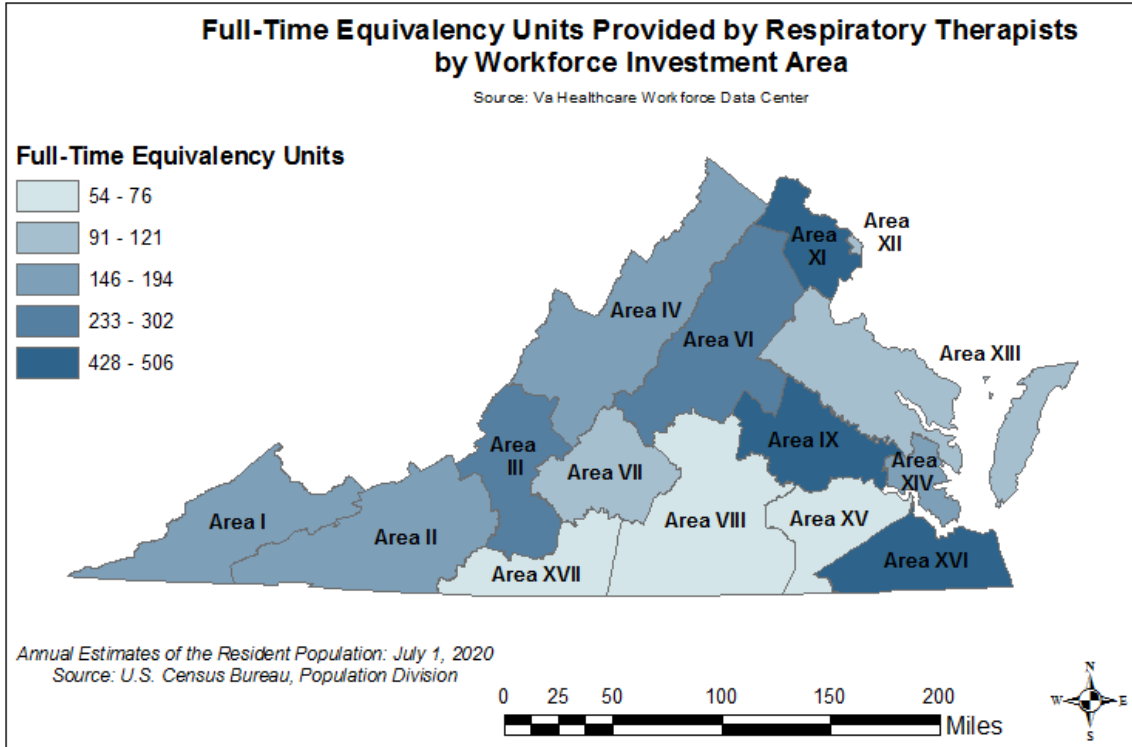 Full-Time Equivalency Units Provided by Respiratory Therapists
by Workforce Investment Area
Source: Va Healthcare Workforce Data Center
Full-Time Equivalency Units
54 - 76
91 - 121
146 - 194
233 - 302
428 - 506
Area
XII
Area
XI
Area IV
Area VI
Area XIII
Area
III
Area IX
Area VII
Area
XIV
Area I
Area II
Area VIII
Area XV
Area XVII
Area XVI
Annual Estimates of the Resident Population: July 1, 2020
Source: U.S. Census Bureau, Population Division
N
W
E
S
0 25 50 100 150 200
Miles